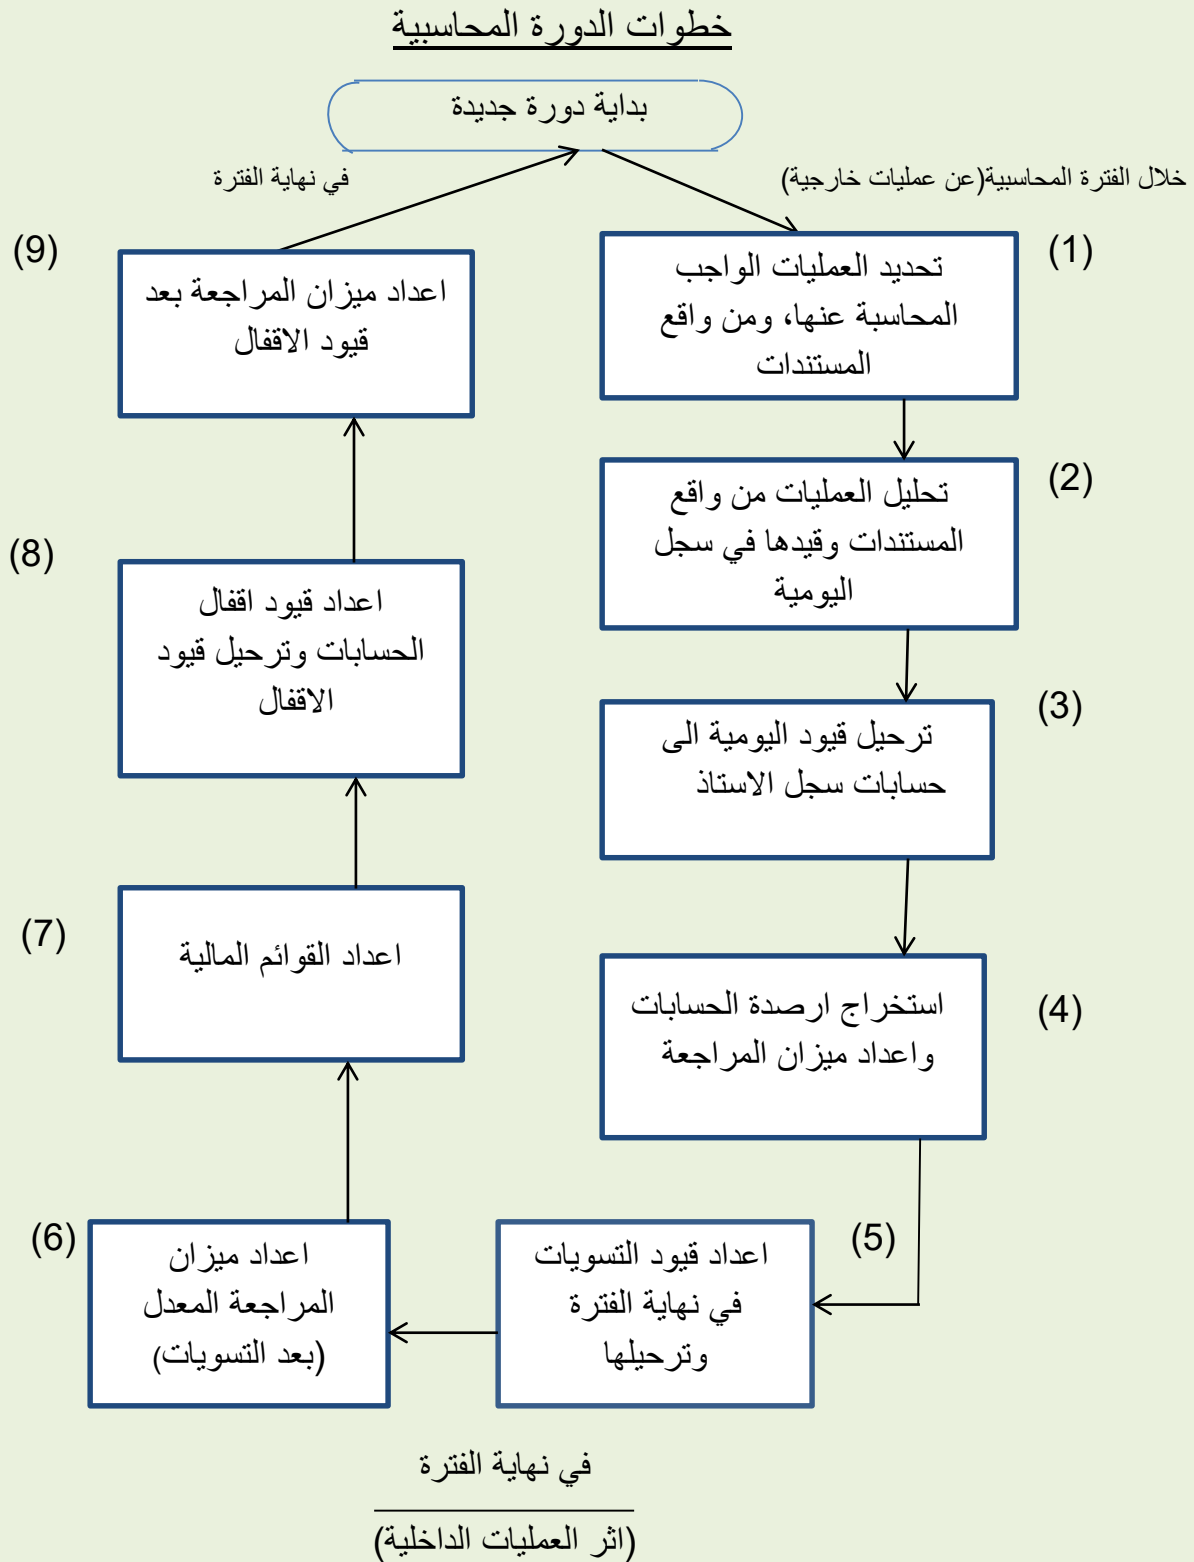 خطوات الدورة المحاسبية
بداية دورة جديدة
خلال الفترة المحاسبية(عن عمليات خارجية)
في نهاية الفترة
(1)
تحديد العمليات الواجب
المحاسبة عنها، ومن واقع
المستندات
(2)
تحليل العمليات من واقع
المستندات وقيدها في سجل
اليومية
(3)
ترحيل قيود اليومية الى
حسابات سجل الاستاذ
(4)
استخراج ارصدة الحسابات
واعداد ميزان المراجعة
(5)
اعداد قيود التسويات
في نهاية الفترة
وترحيلها
(6)
اعداد ميزان
المراجعة المعدل
(بعد التسويات)
(7)
اعداد القوائم المالية
(8)
اعداد قيود اقفال
الحسابات وترحيل قيود
الاقفال
(9)
اعداد ميزان المراجعة بعد
قيود الاقفال
في نهاية الفترة
(اثر العمليات الداخلية)